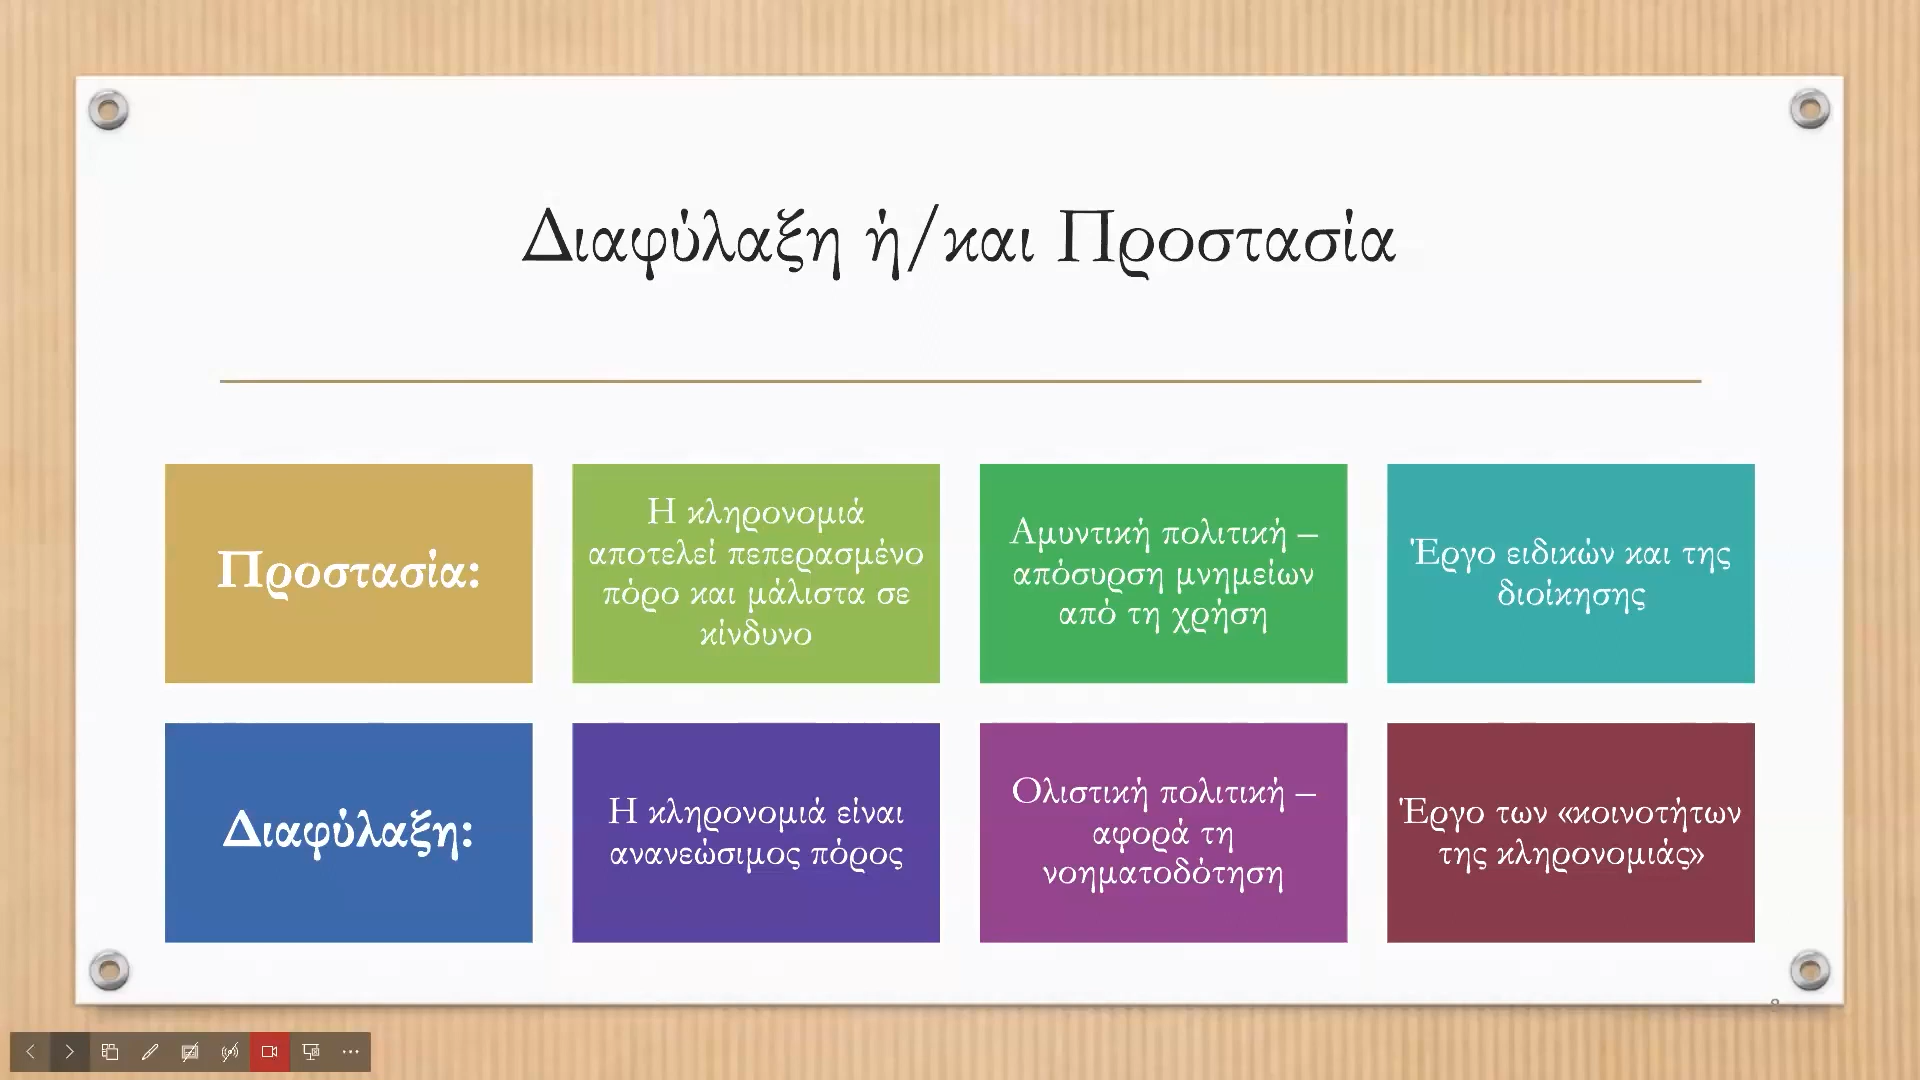 Διαφύλαξη ή/και Προστασία
Προστασία:
Η κληρονομιά
αποτελεί πεπερασμένο
πόρο και μάλιστα σε
κίνδυνο
Αμυντική πολιτική –
απόσυρση μνημείων
από τη χρήση
Έργο ειδικών και της
διοίκησης
Διαφύλαξη:
Η κληρονομιά είναι
ανανεώσιμος πόρος
Ολιστική πολιτική –
αφορά τη
νοηματοδότηση
Έργο των «κοινοτήτων
της κληρονομιάς»